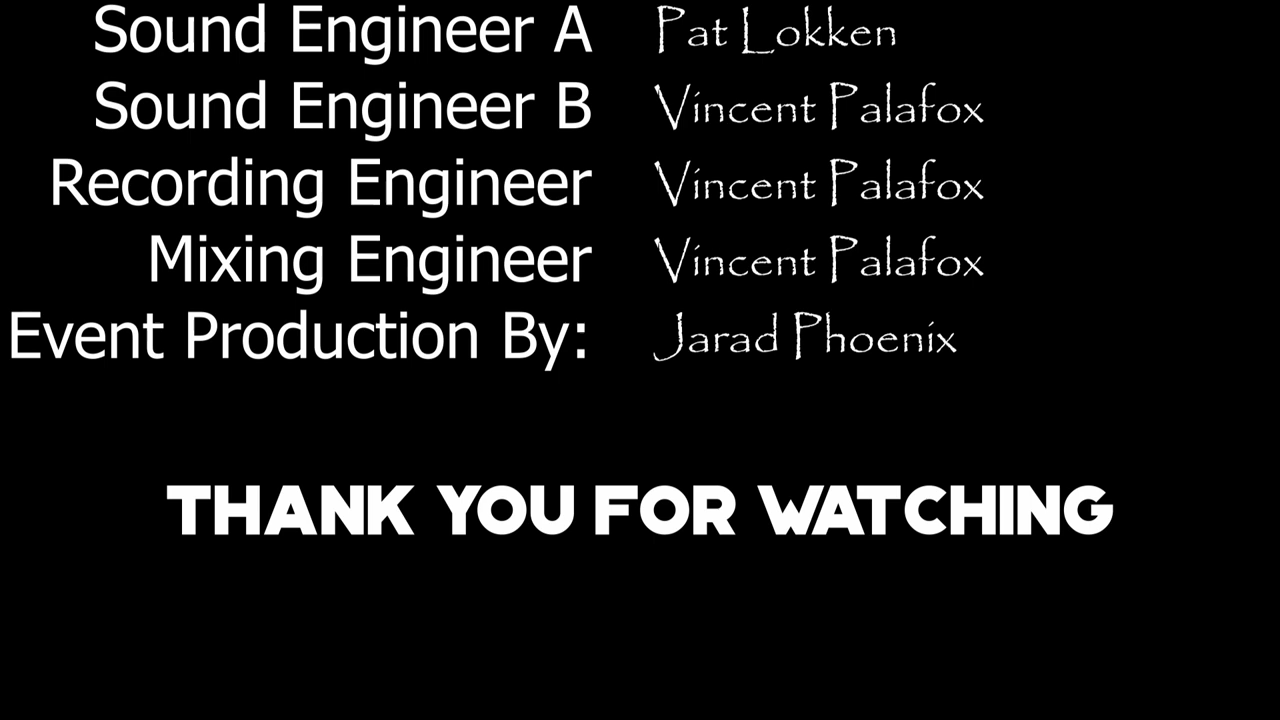 Sound Engineer A Pat Lokken
Sound Engineer B Vincent Palafox
Recording Engineer Vincent Palafox
Mixing Engineer Vincent Palafox
Event Production By: Jarad Phoenix
THANK YOU FOR WATCHING